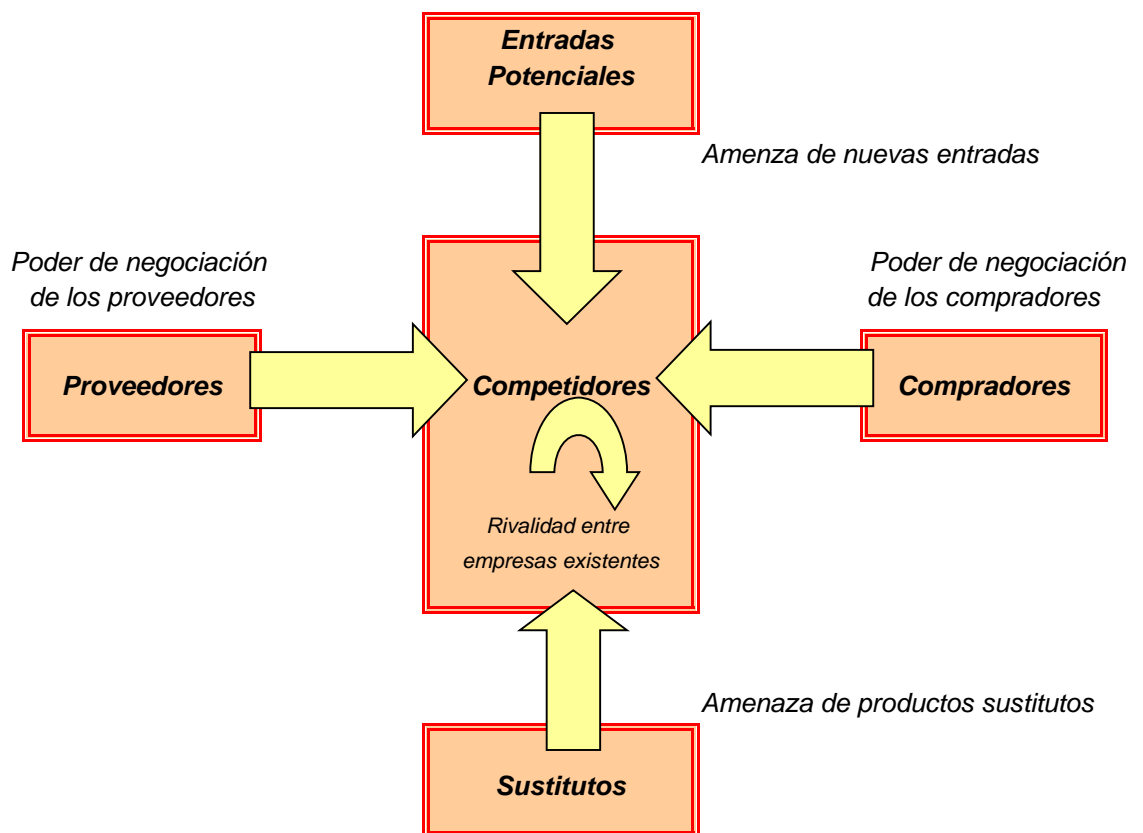 Entradas
Potenciales
Amenza de nuevas entradas
Poder de negociación
de los proveedores
Poder de negociación
de los compradores
Proveedores
Competidores
Compradores
Rivalidad entre
empresas existentes
Amenaza de productos sustitutos
Sustitutos